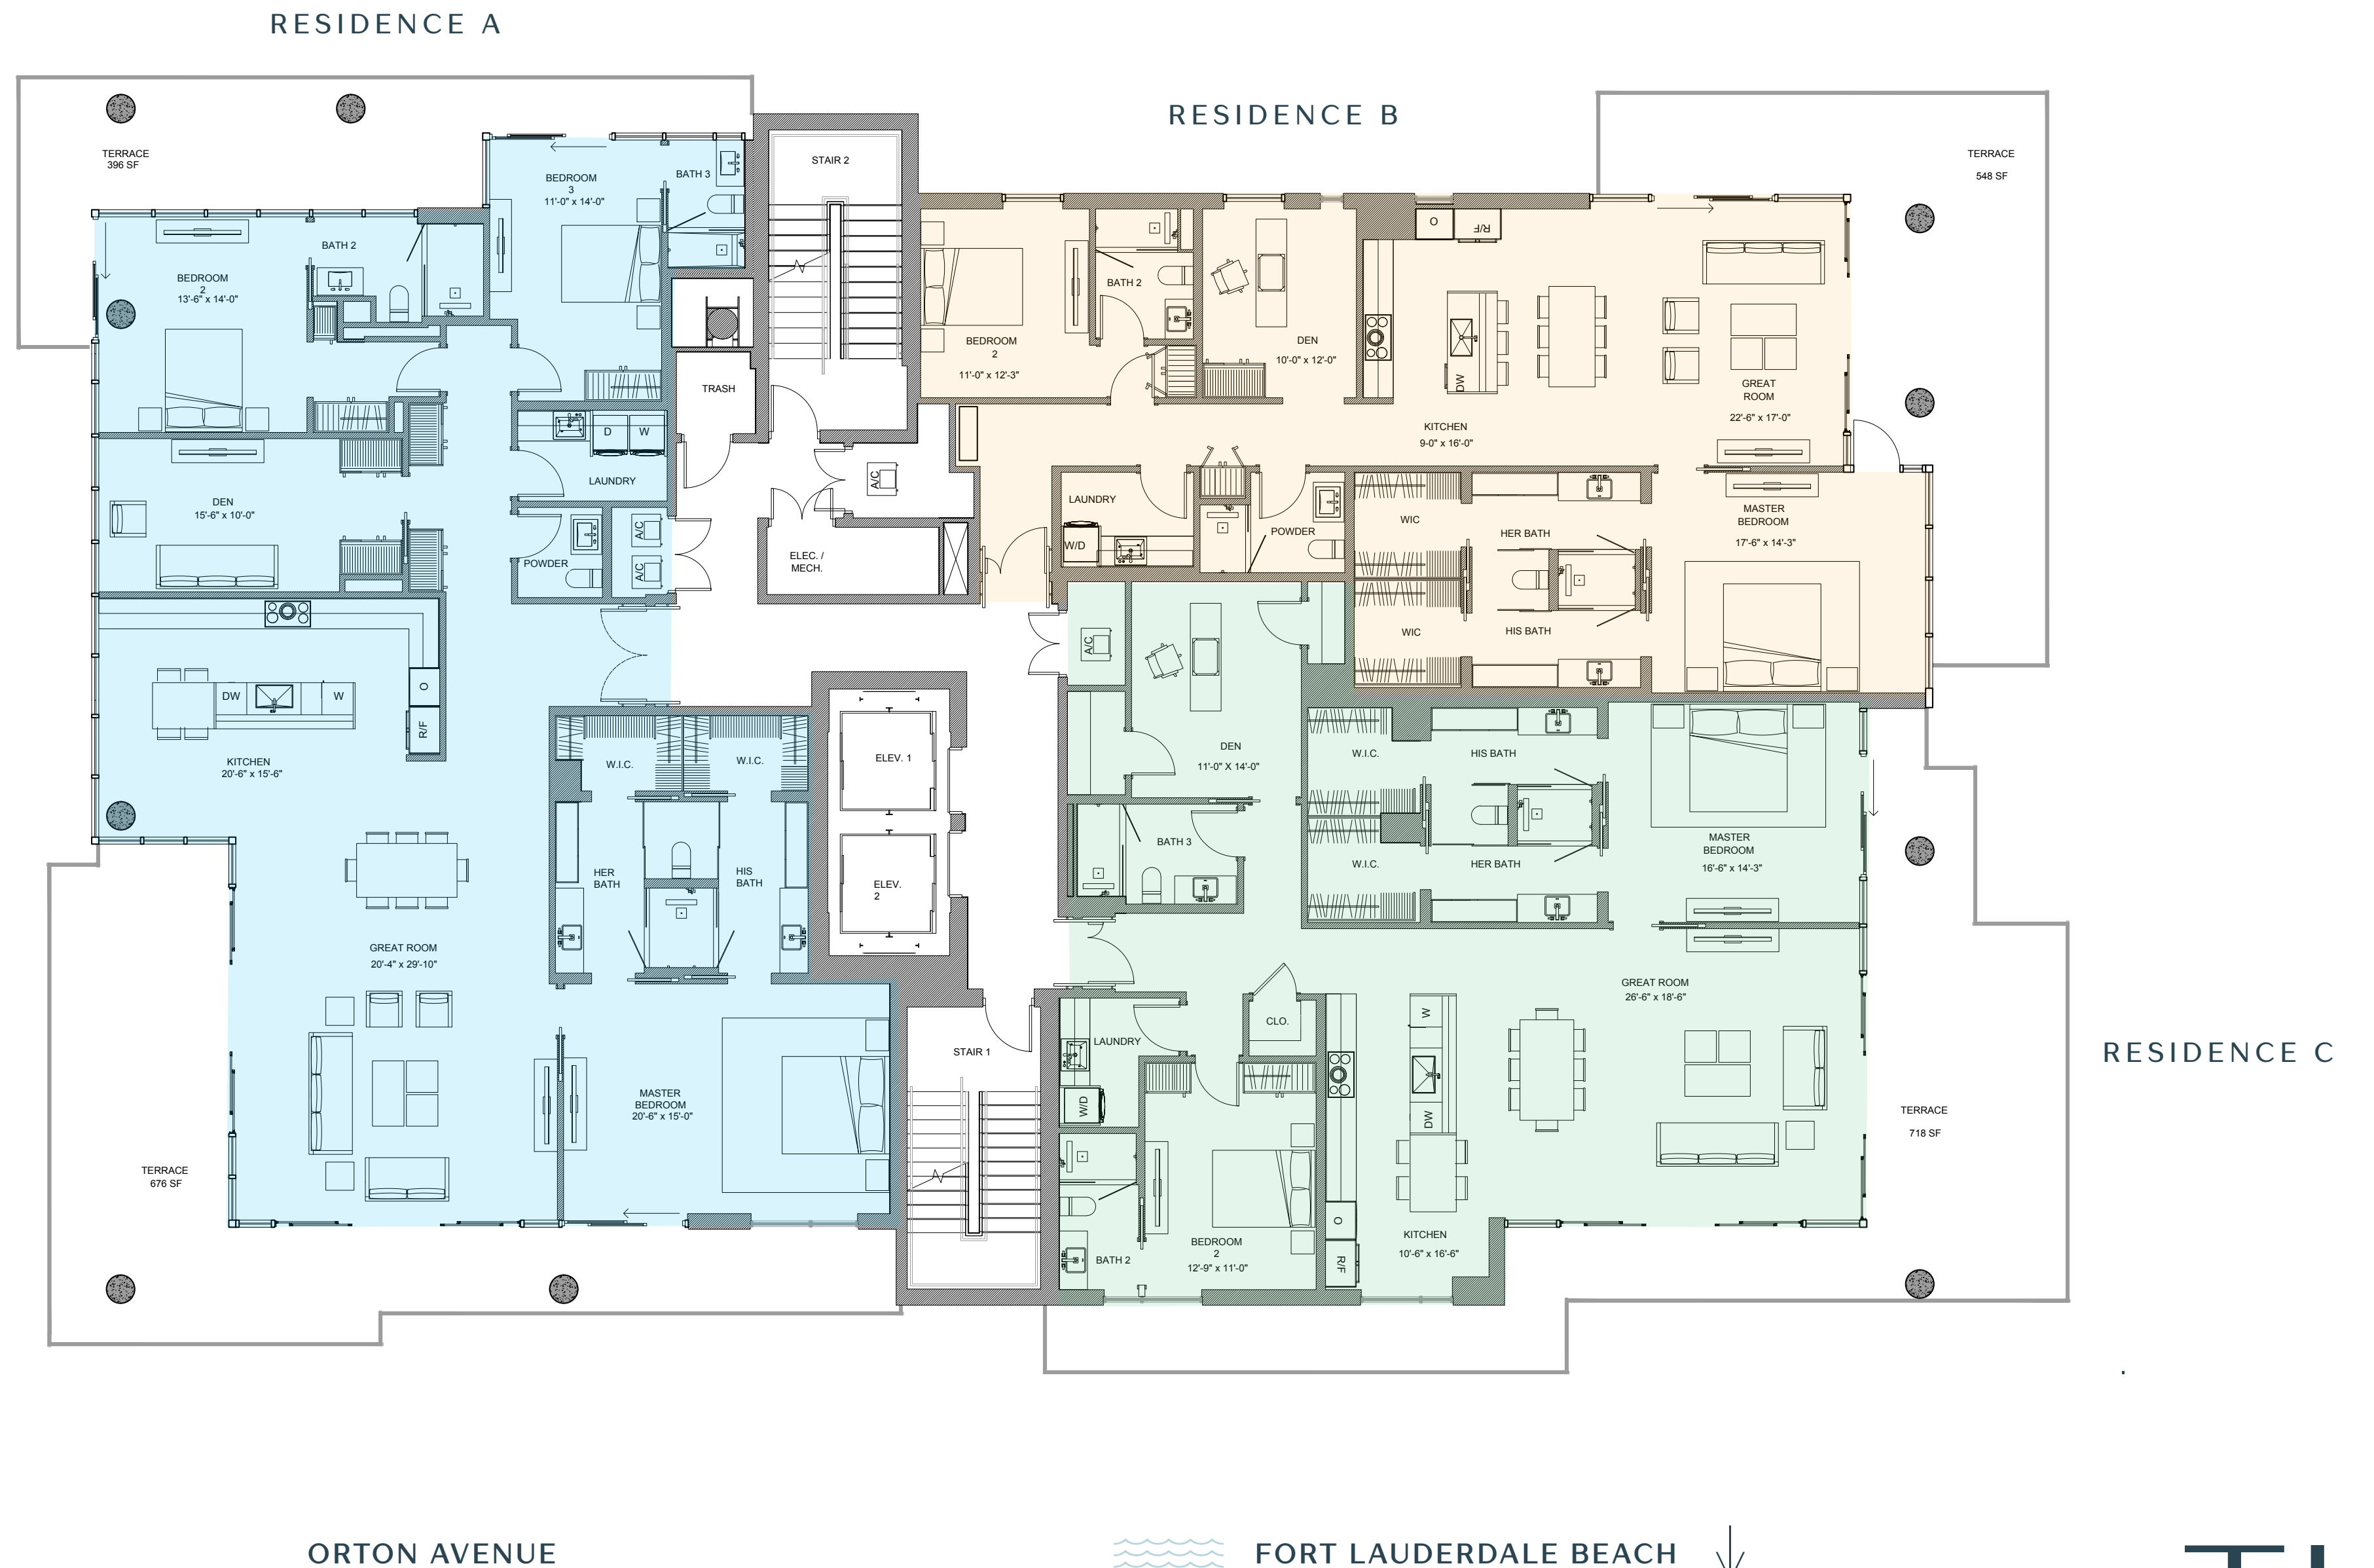 RESIDENCE A
RESIDENCE B
TERRACE
396 SF
BEDROOM
3
11'-0" x 14'-0"
BATH 3
STAIR 2
TERRACE
548 SF
BATH 2
BEDROOM
2
13'-6" x 14'-0"
O
R/F
BATH 2
BEDROOM
2
11'-0" x 12'-3"
DEN
10'-0" x 12'-0"
DW
GREAT
ROOM
22'-6" x 17'-0"
TRASH
KITCHEN
9-0" x 16'-0"
D
W
LAUNDRY
A/C
DEN
15'-6" x 10'-0"
LAUNDRY
W/D
POWDER
WIC
HER BATH
MASTER
BEDROOM
17'-6" x 14'-3"
A/C
A/C
POWDER
ELEC. /
MECH.
WIC
HIS BATH
A/C
DW
W
O
R/F
KITCHEN
20'-6" x 15'-6"
W.I.C.
W.I.C.
ELEV. 1
DEN
11'-0" X 14'-0"
W.I.C.
HIS BATH
HER
BATH
HIS
BATH
ELEV.
2
BATH 3
W.I.C.
HER BATH
MASTER
BEDROOM
16'-6" x 14'-3"
GREAT ROOM
20'-4" x 29'-10"
GREAT ROOM
26'-6" x 18'-6"
CLO.
W
LAUNDRY
STAIR 1
RESIDENCE C
MASTER
BEDROOM
20'-6" x 15'-0"
W/D
DW
TERRACE
718 SF
TERRACE
676 SF
O
R/F
KITCHEN
10'-6" x 16'-6"
BEDROOM
2
12'-9" x 11'-0"
BATH 2
ORTON AVENUE
FORT LAUDERDALE BEACH